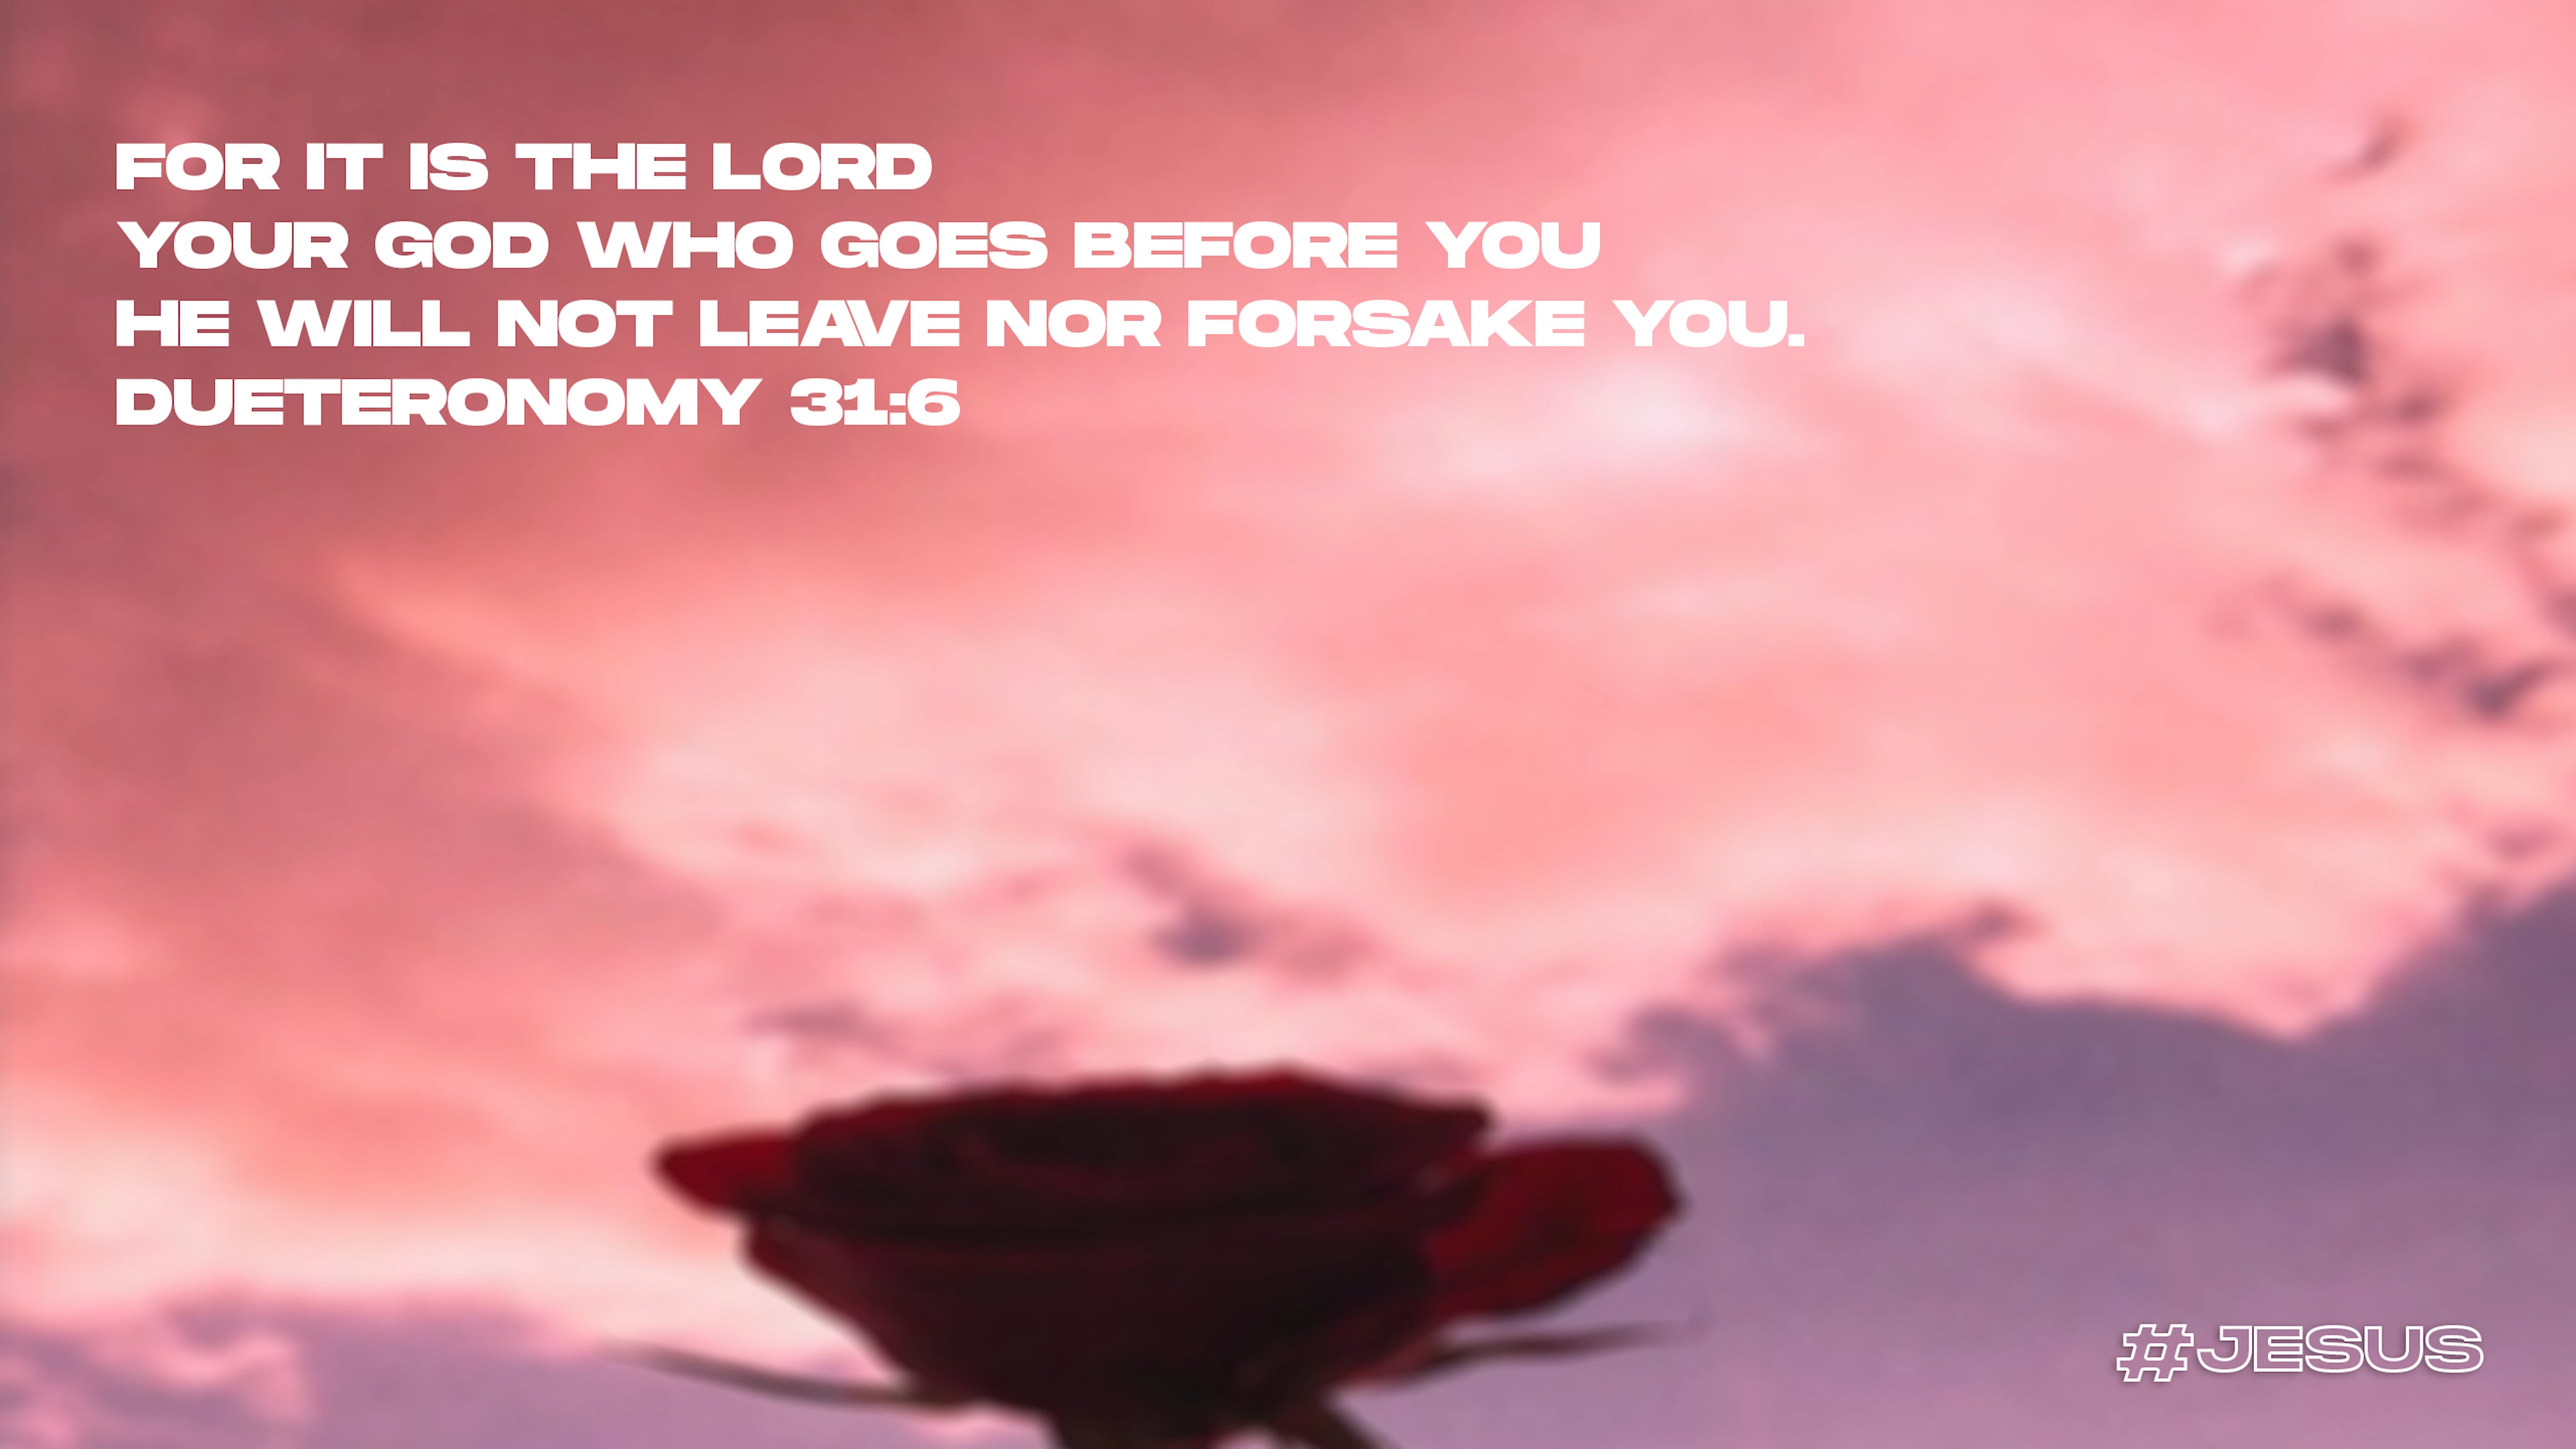 FOR IT IS THE LORD
YOUR GOD WHO GOES BEFORE YOU
HE WILL NOT LEAVE NOR FORSAKE YOU.
DUETERONOMY 31:6
#JESUS